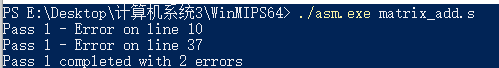 PS E:\Desktop\计算机系统3\WinMIPS64> ./asm.exe matrix_add.s
Pass 1 - Error on line 10
Pass 1 - Error on line 37
Pass 1 completed with 2 errors